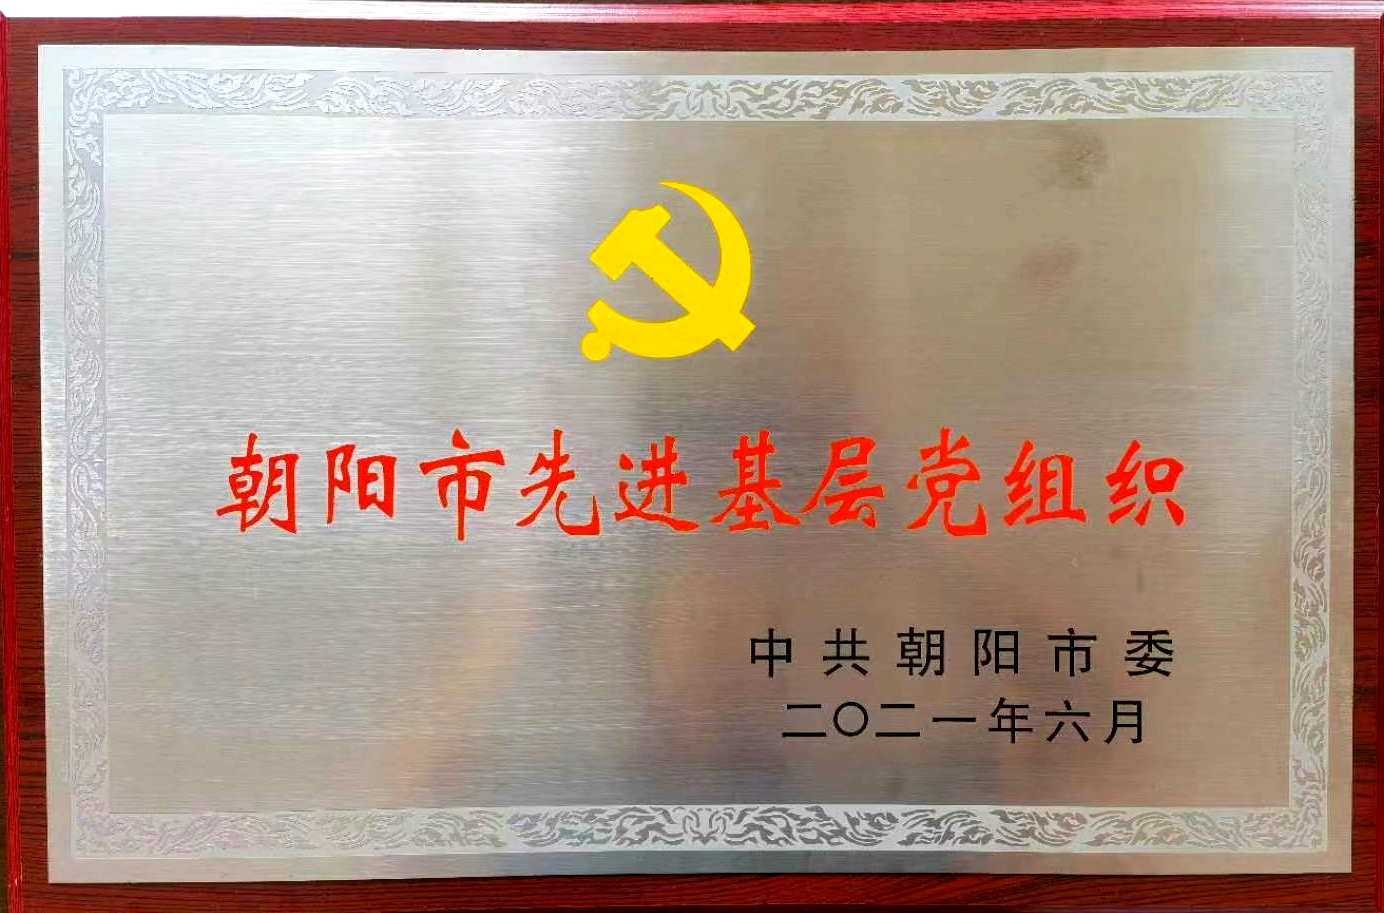 朝阳市先进基层党组织
中共朝阳市委
二〇二一年六月